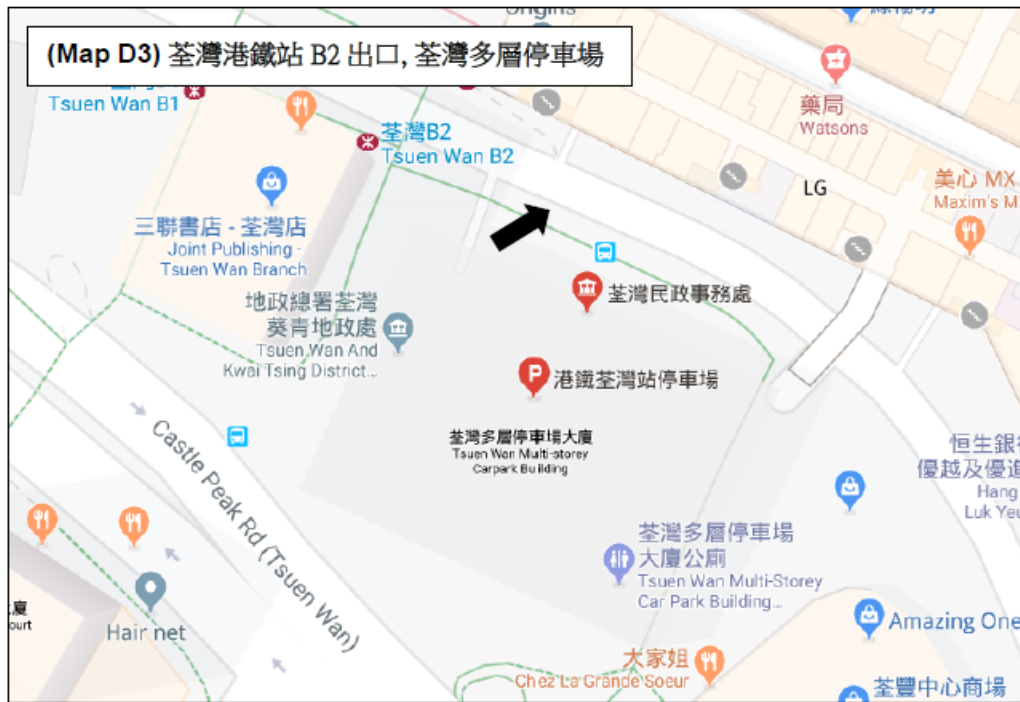 Origins
(Map D3) 荃灣港鐵站 B2 出口, 荃灣多層停車場
Tsuen Wan B1
荃灣B2
Tsuen Wan B2
藥局
Watsons
LG
美心 MX
Maxim's M
三聯書店 - 荃灣店
Joint Publishing -
Tsuen Wan Branch
地政總署荃灣
葵青地政處
Tsuen Wan And
Kwai Tsing District...
荃灣民政事務處
P
港鐵荃灣站停車場
荃灣多層停車場大廈
Tsuen Wan Multi-storey
Carpark Building
Castle Peak Rd (Tsuen Wan)
恒生銀
優越及優進
Hang
Luk Yeu
荃灣多層停車場
大廈公廁
Tsuen Wan Multi-Storey
Car Park Building...
廈
ourt
Hair net
Amazing One
大家姐
Chez La Grande Soeur
荃豐中心商場